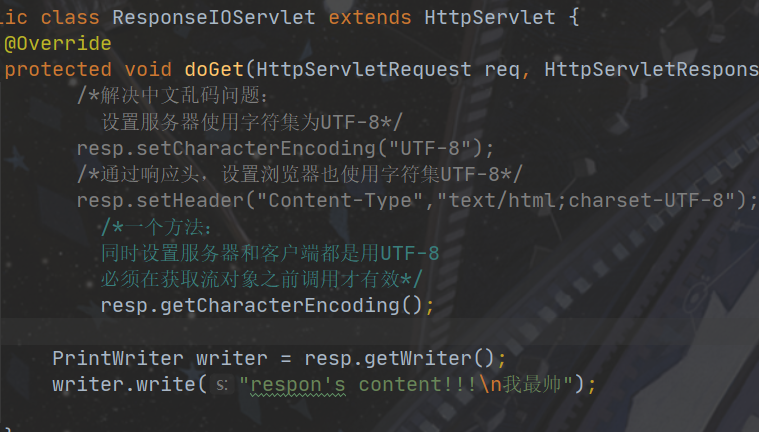 lic class ResponseIOServlet extends HttpServlet {
@Override
protected void doGet(HttpServletRequest req, HttpServletRespons
/*解决中文乱码问题:
设置服务器使用字符集为UTF-8*/
resp.setCharacterEncoding("UTF-8");
/*通过响应头，设置浏览器也使用字符集UTF-8*/
resp.setHeader("Content-Type","text/html;charset-UTF-8");
/*一个方法:
同时设置服务器和客户端都是用UTF-8
必须在获取流对象之前调用才有效*/
resp.getCharacterEncoding();
PrintWriter writer = resp.getWriter();
writer.write( s: "respon's content!!!\n我最帅");
}